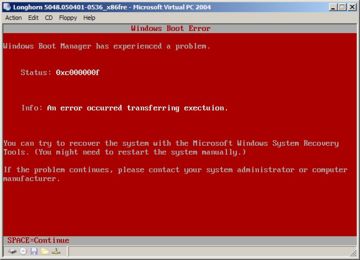 Longhorn 5048.050401-0536_x86fre - Microsoft Virtual PC 2004
Action Edit CD Floppy Help
Windows Boot Error
Windows Boot Manager has experienced a problem.
Status: 0xc000000f
Info: An error occurred transferring exectuion.
You can try to recover the system with the Microsoft Windows System Recovery
Tools. (You might need to restart the system manually.)
If the problem continues, please contact your system administrator or computer
manufacturer.
SPACE=Continue